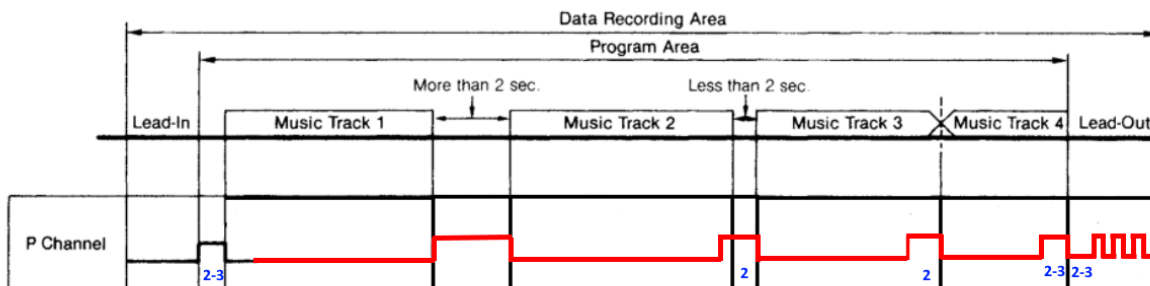 Data Recording Area
Program Area
More than 2 sec.
Less than 2 sec.
Lead-In
Music Track 1
Music Track 2
Music Track 3
Music Track 4
Lead-Out
P Channel
2-3
2
2
2-3
2-3